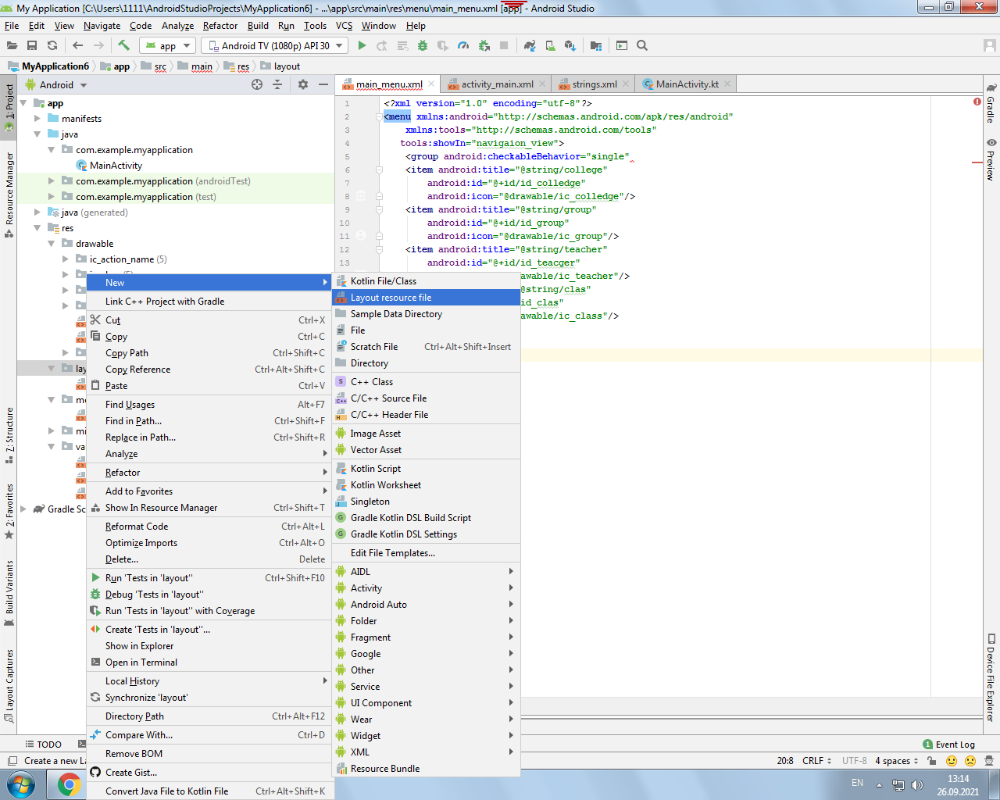 My Application [C:\Users\1111\AndroidStudioProjects\MyApplication6] - ...\app\src\main\res\menu\main_menu.xml [app] - Android Studio
File Edit View Navigate Code Analyze Refactor Build Run Tools VCS Window Help
app Android TV (1080p) API 30
MyApplication6 app src main res layout
Android
main_menu.xml activity_main.xml strings.xml MainActivity.kt
1: Project
Resource Manager
7: Structure
2: Favorites
Build Variants
Layout Captures
app
manifests
java
com.example.myapplication
MainActivity
com.example.myapplication (androidTest)
com.example.myapplication (test)
java (generated)
res
drawable
ic_action_name (5)
lay
mi
va
Gradle Sc
1 <?xml version="1.0" encoding="utf-8"?>
2 <menu xmlns:android="http://schemas.android.com/apk/res/android"
3 xmlns:tools="http://schemas.android.com/tools"
4 tools:showIn="navigaion_view">
5 <group android:checkableBehavior="single"
6 <item android:title="@string/college"
7 android:id="@+id/id_colledge"
8 android:icon="@drawable/ic_colledge"/>
9 <item android:title="@string/group"
10 android:id="@+id/id_group"
11 android:icon="@drawable/ic_group"/>
12 <item android:title="@string/teacher"
13 android:id="@+id/id_teacger"
awable/ic_teacher"/>
@string/clas"
id_clas"
awable/ic_class"/>
New
Link C++ Project with Gradle
Cut Ctrl+X
Copy Ctrl+C
Copy Path Ctrl+Shift+C
Copy Reference Ctrl+Alt+Shift+C
Paste Ctrl+V
Find Usages Alt+F7
Find in Path... Ctrl+Shift+F
Replace in Path... Ctrl+Shift+R
Analyze
Refactor
Add to Favorites
Show In Resource Manager Ctrl+Shift+T
Reformat Code Ctrl+Alt+L
Optimize Imports Ctrl+Alt+O
Delete... Delete
Run 'Tests in 'layout'' Ctrl+Shift+F10
Debug 'Tests in 'layout''
Run 'Tests in 'layout'' with Coverage
Create 'Tests in 'layout''...
Show in Explorer
Open in Terminal
Local History
Synchronize 'layout'
Directory Path Ctrl+Alt+F12
Compare With... Ctrl+D
Remove BOM
Create Gist...
Convert Java File to Kotlin File Ctrl+Alt+Shift+K
Kotlin File/Class
Layout resource file
Sample Data Directory
File
Scratch File Ctrl+Alt+Shift+Insert
Directory
C++ Class
C/C++ Source File
C/C++ Header File
Image Asset
Vector Asset
Kotlin Script
Kotlin Worksheet
Singleton
Gradle Kotlin DSL Build Script
Gradle Kotlin DSL Settings
Edit File Templates...
AIDL
Activity
Android Auto
Folder
Fragment
Google
Other
Service
UI Component
Wear
Widget
XML
Resource Bundle
Gradle
Preview
Device File Explorer
TODO
1 Event Log
Create a new La
20:8 CRLF UTF-8 4 spaces
EN
13:14
26.09.2021